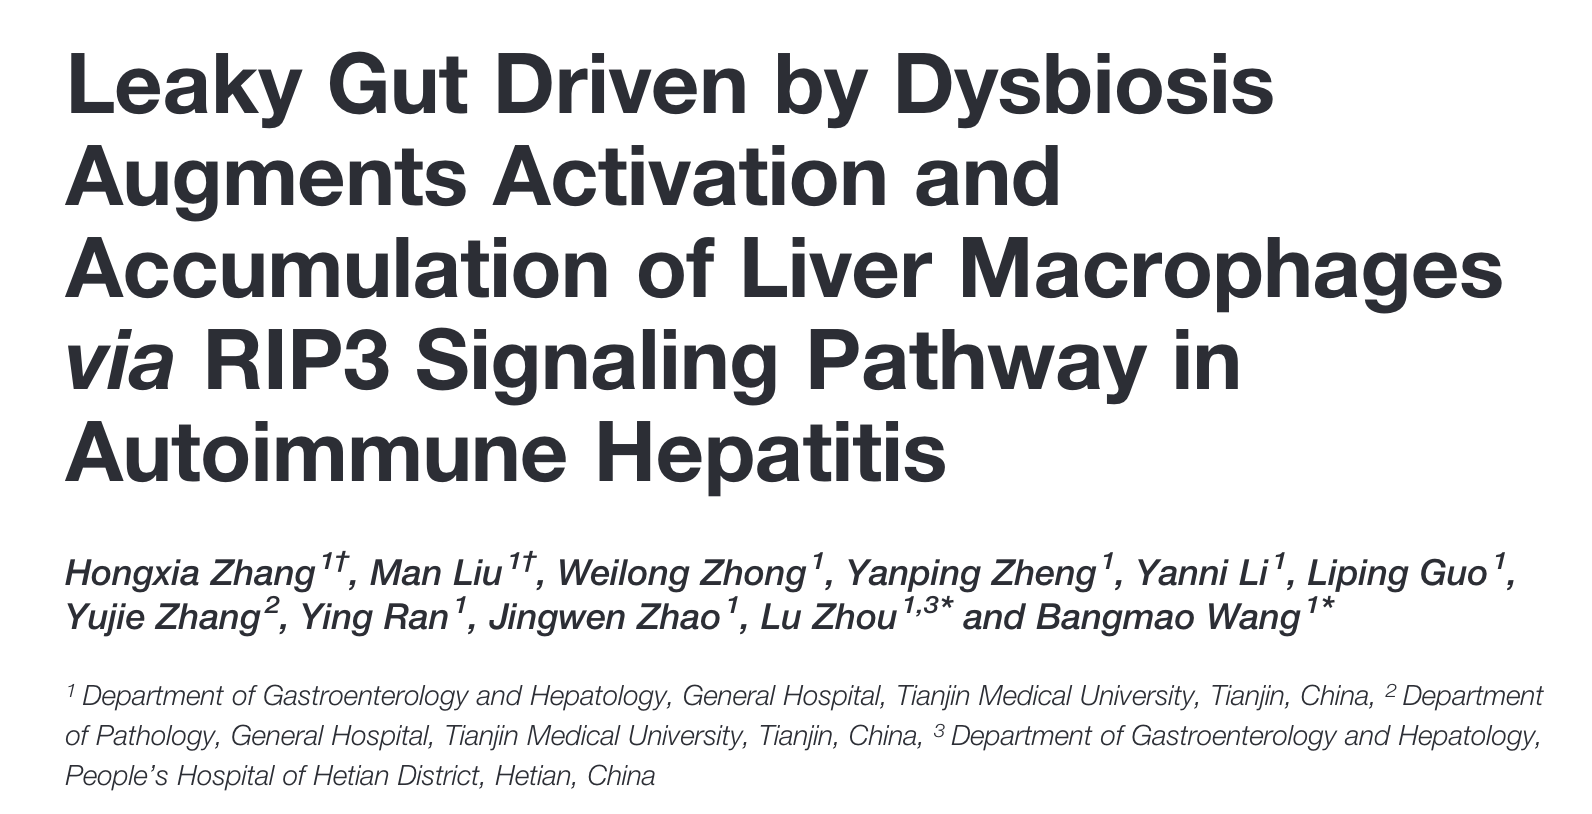 Leaky Gut Driven by Dysbiosis
Augments Activation and
Accumulation of Liver Macrophages
via RIP3 Signaling Pathway in
Autoimmune Hepatitis
Hongxia Zhang 1†, Man Liu 1†, Weilong Zhong 1, Yanping Zheng 1, Yanni Li 1, Liping Guo 1,
Yujie Zhang 2, Ying Ran 1, Jingwen Zhao 1, Lu Zhou 1,3* and Bangmao Wang 1*
1 Department of Gastroenterology and Hepatology, General Hospital, Tianjin Medical University, Tianjin, China, 2 Department
of Pathology, General Hospital, Tianjin Medical University, Tianjin, China, 3 Department of Gastroenterology and Hepatology,
People’s Hospital of Hetian District, Hetian, China